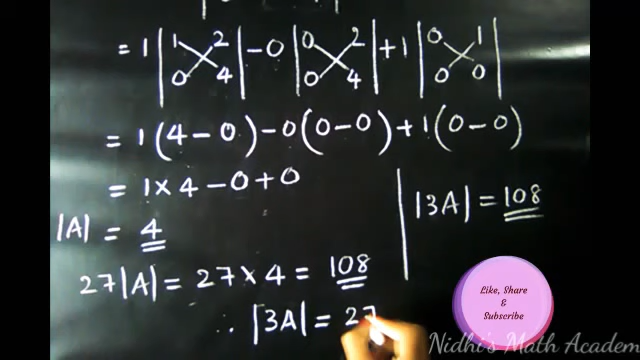 = 1 |1 2 0 4| - 0 |0 2 0 4| + 1 |0 1 0 0|
= 1(4-0) - 0(0-0) + 1(0-0)
= 1×4 - 0 + 0
|A| = 4
27|A| = 27×4 = 108
∴ |3A| = 27
|3A| = 108
Like, Share
&
Subscribe
Nidhi's Math Academ